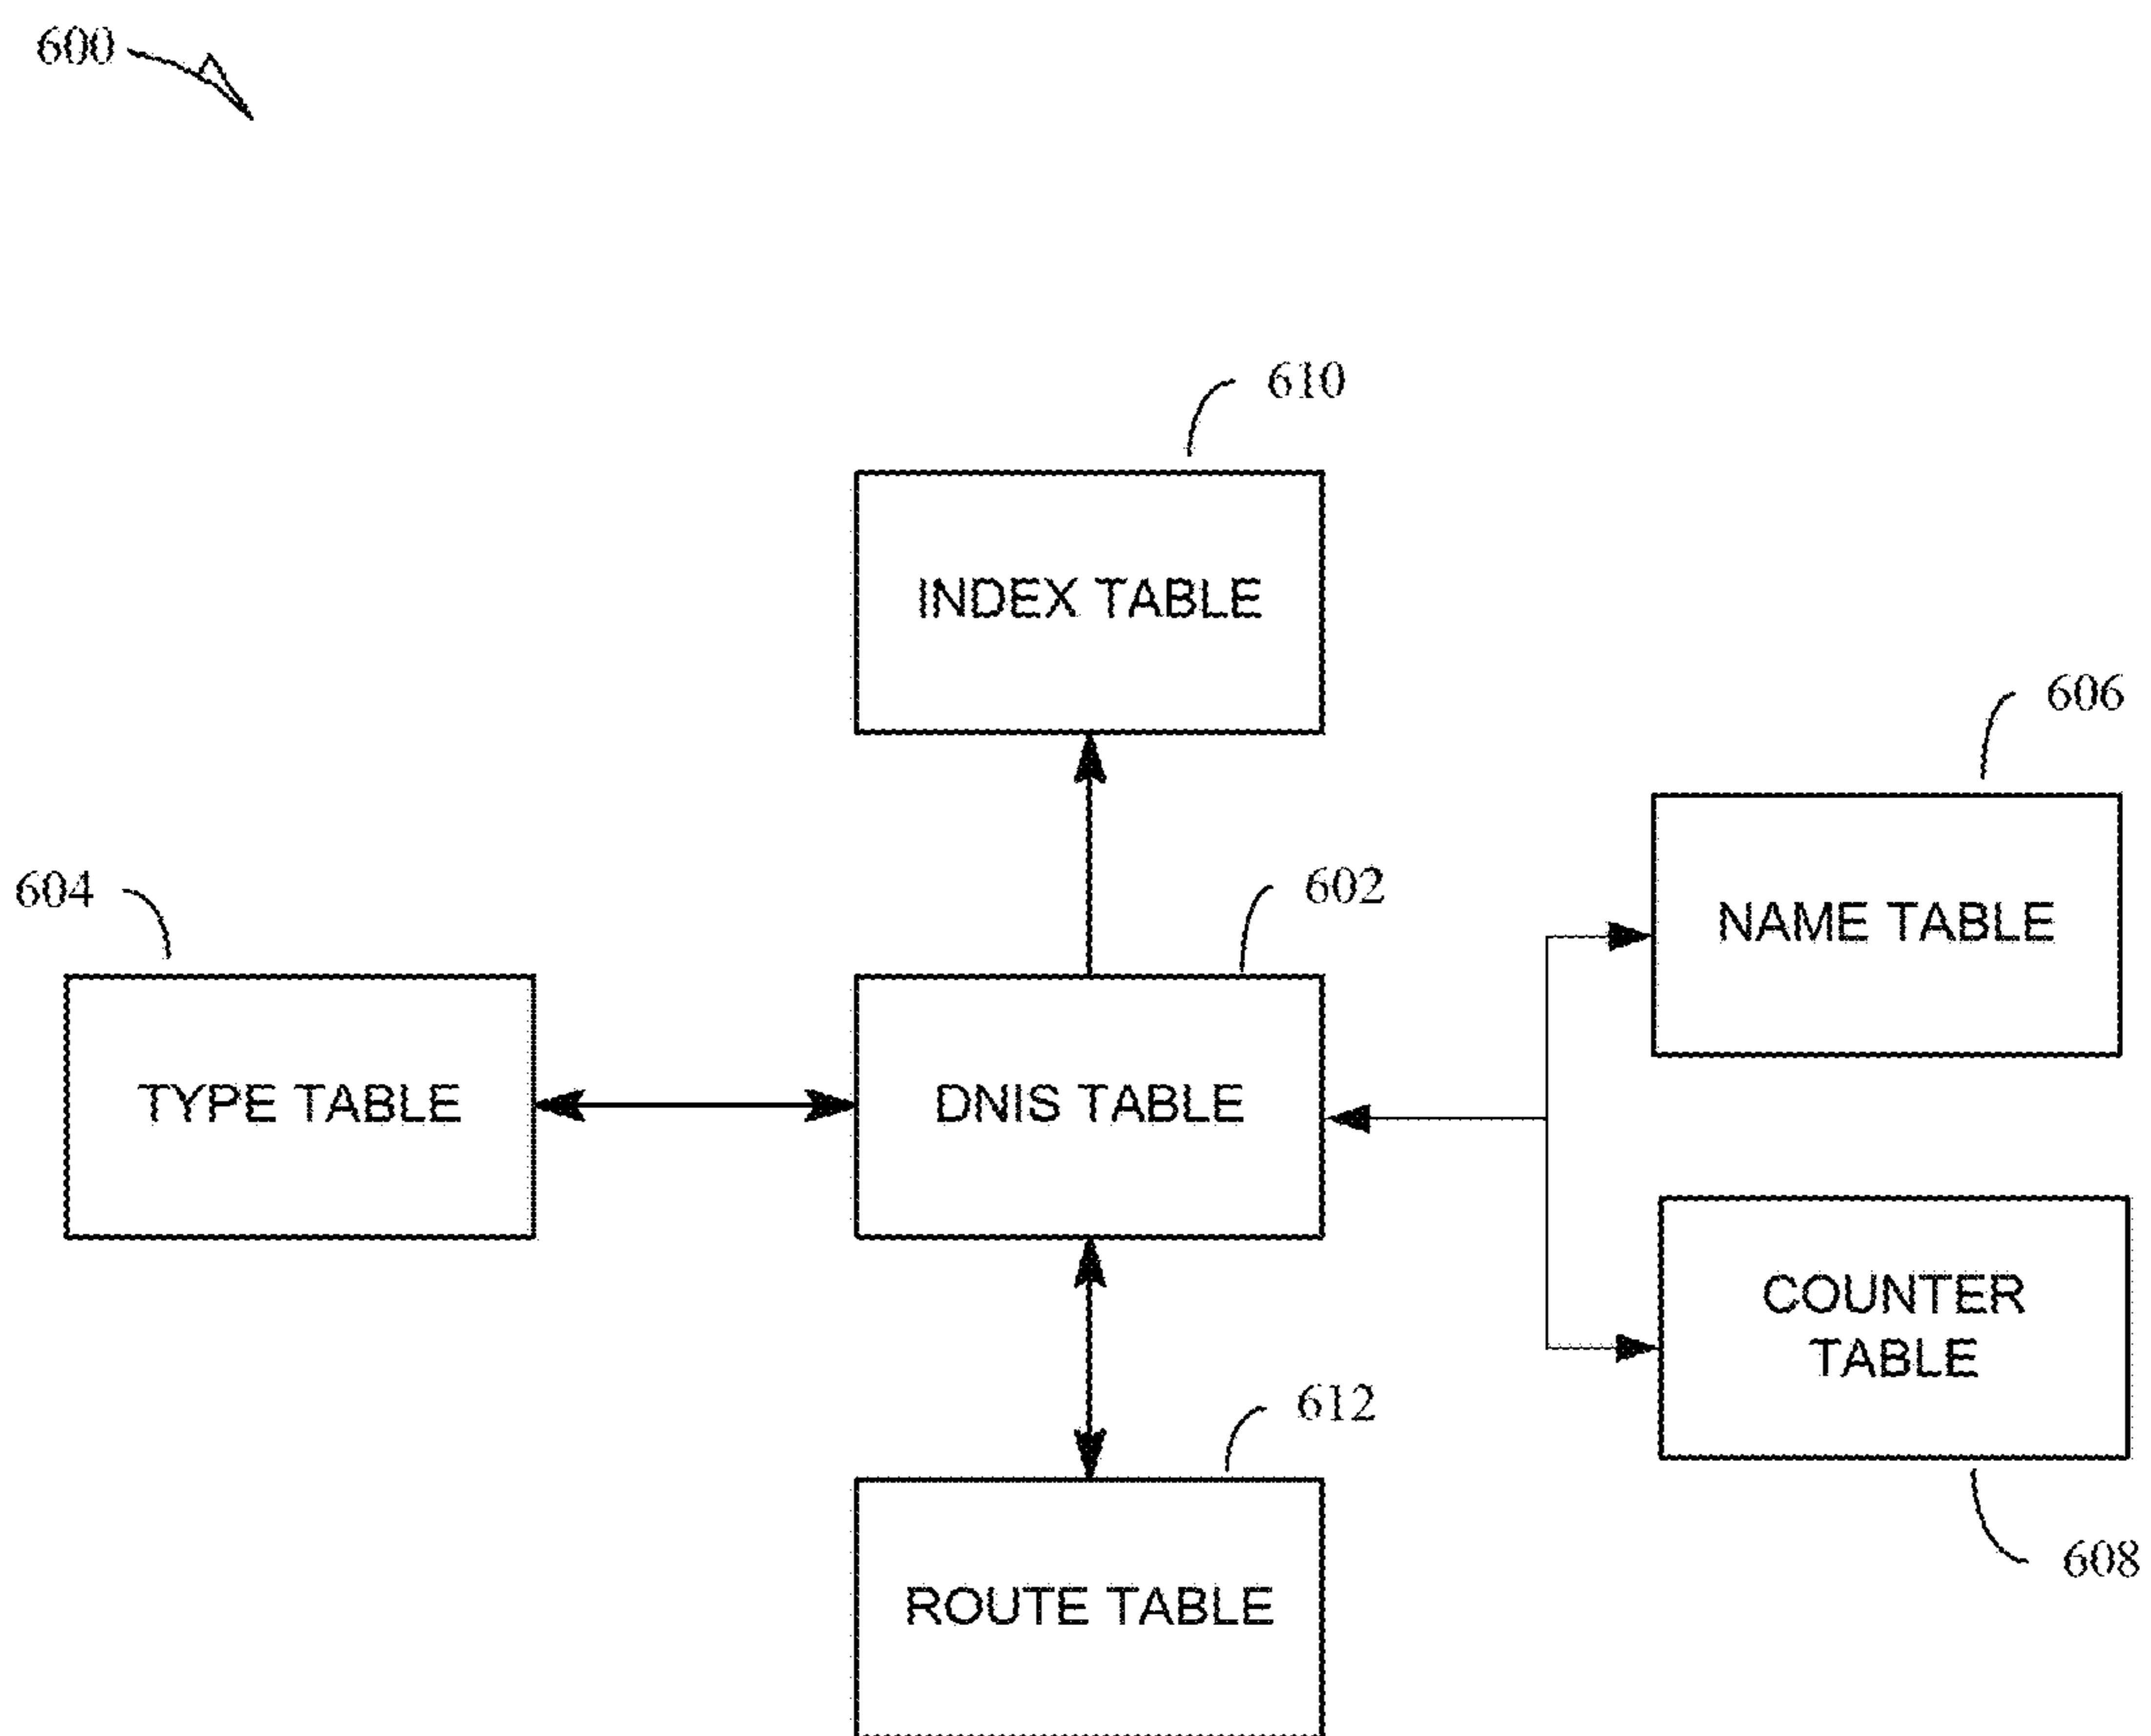 600
610
INDEX TABLE
606
NAME TABLE
604
602
TYPE TABLE
DNIS TABLE
COUNTER
TABLE
612
608
ROUTE TABLE